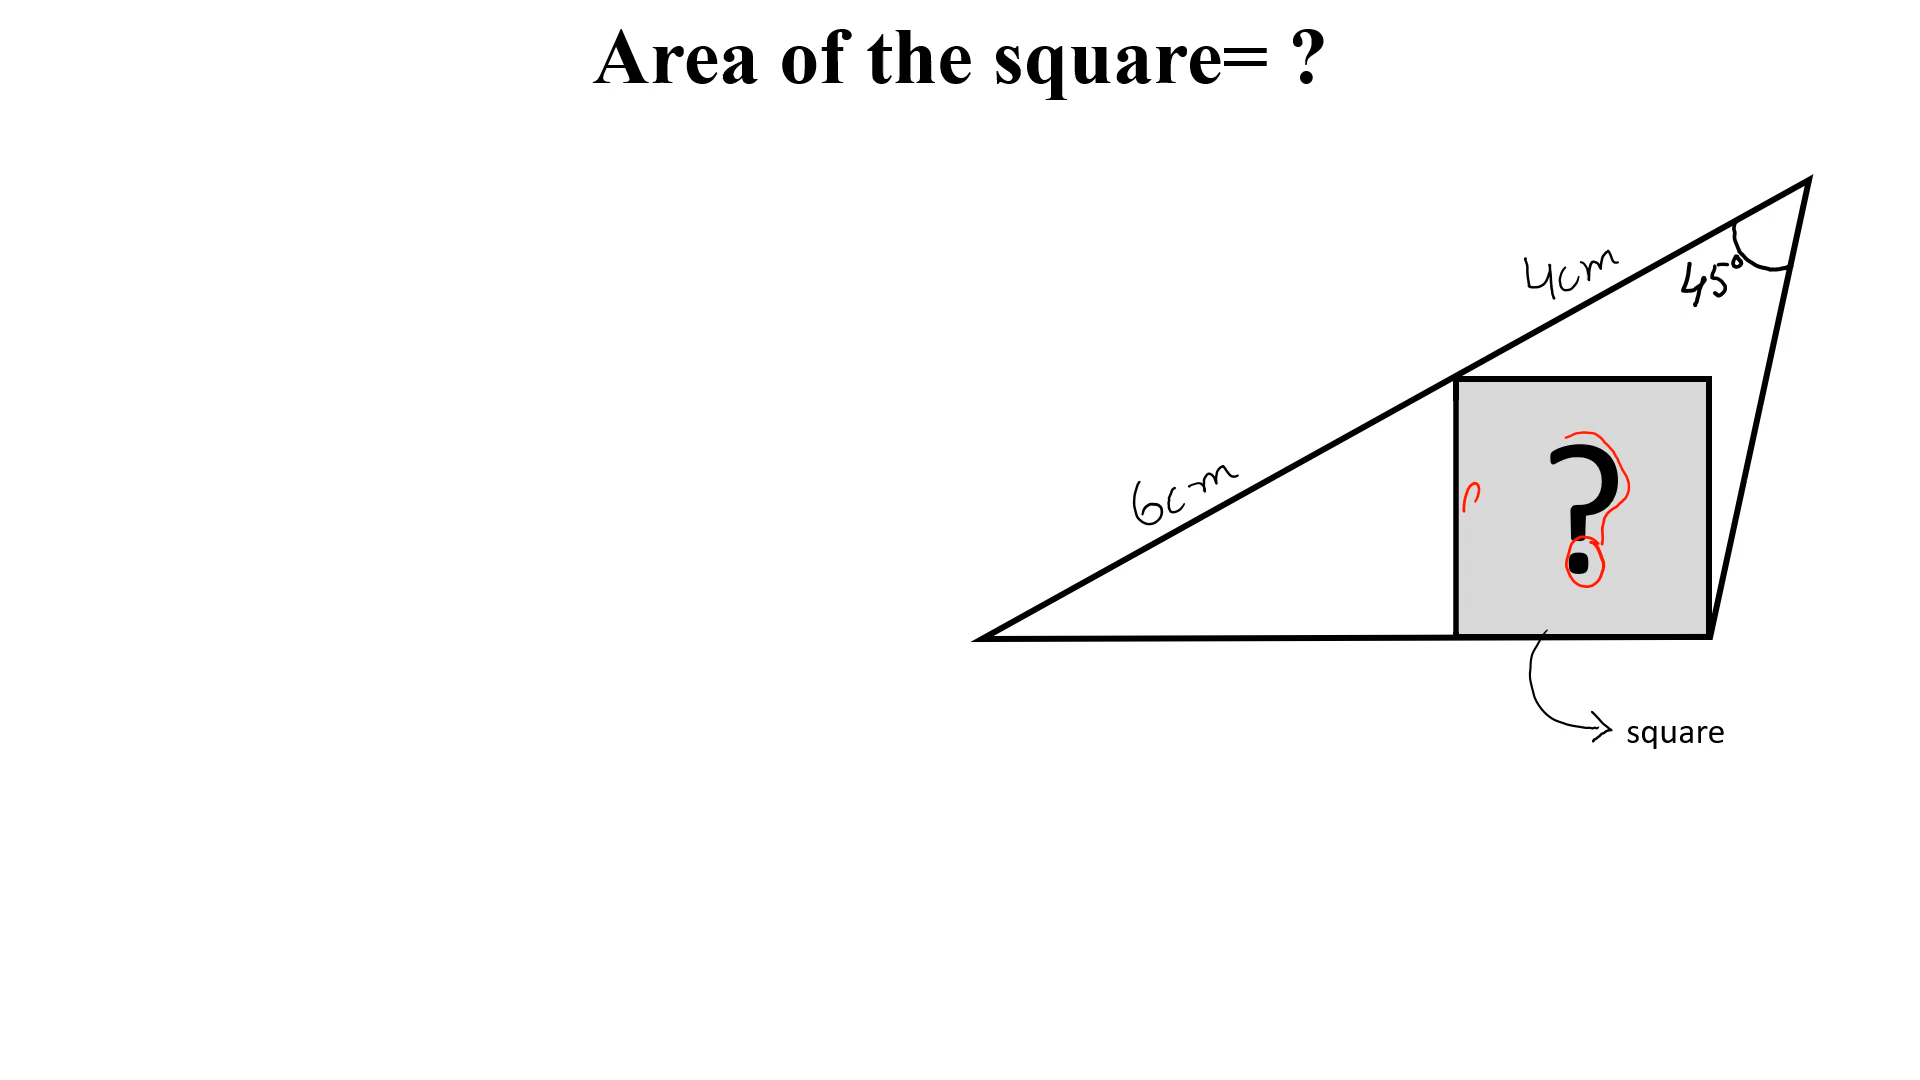 Area of the square= ?
4cm
45°
6cm
?
square